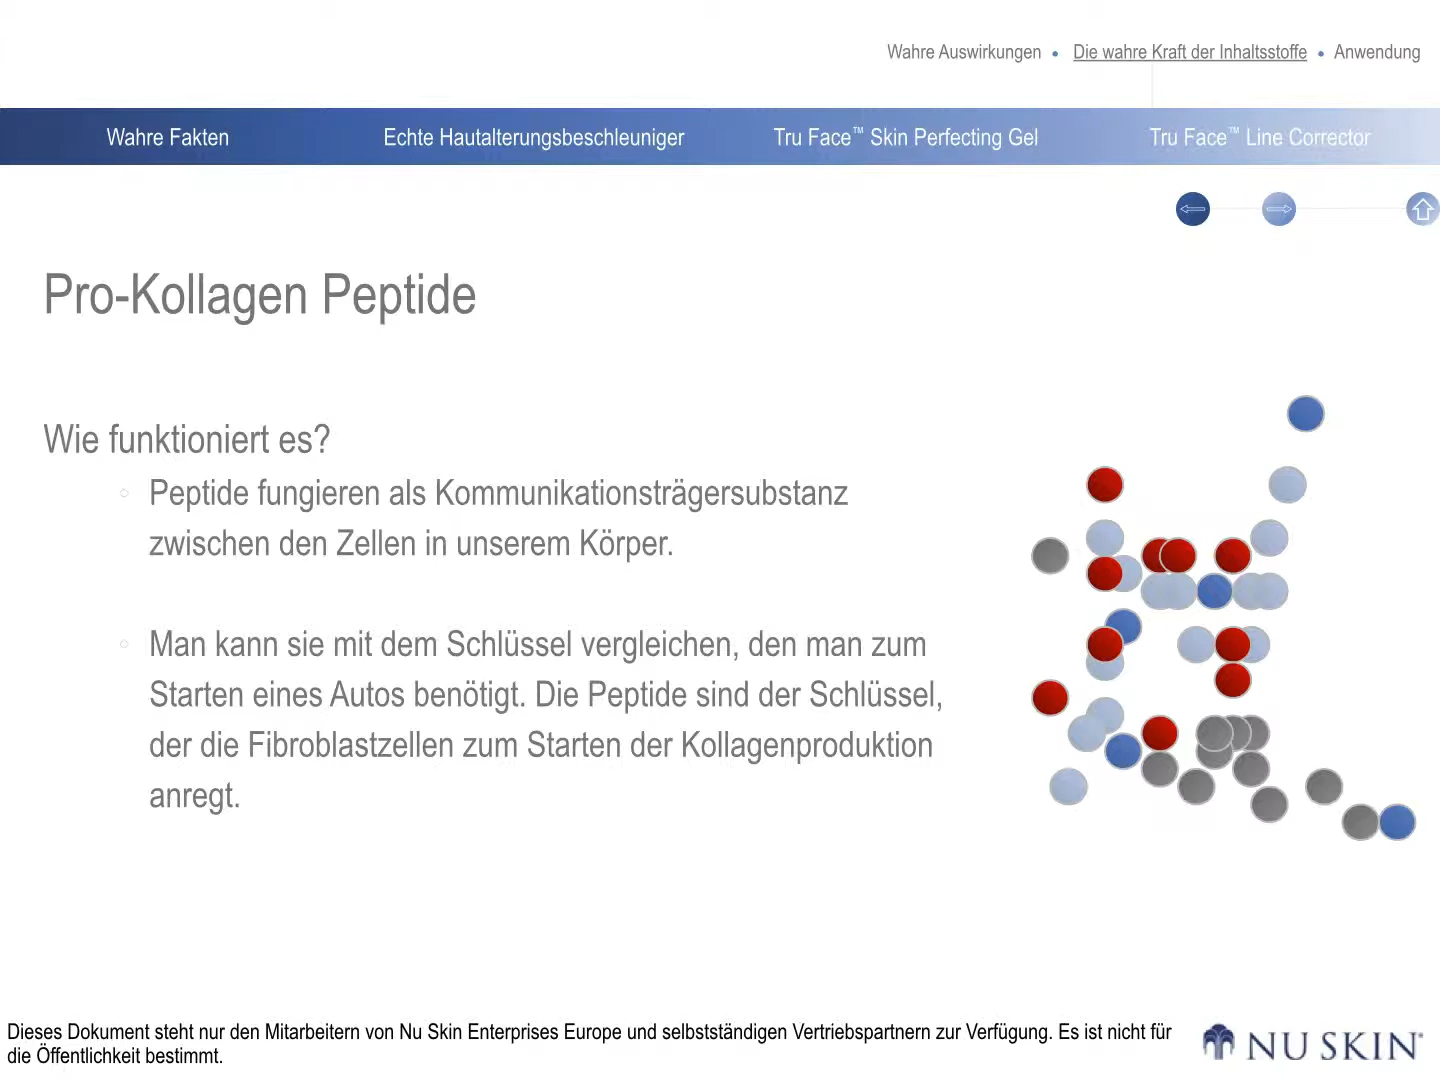 Wahre Auswirkungen • Die wahre Kraft der Inhaltsstoffe • Anwendung
Wahre Fakten Echte Hautalterungsbeschleuniger Tru Face™ Skin Perfecting Gel Tru Face™ Line Corrector
Pro-Kollagen Peptide
Wie funktioniert es?
Peptide fungieren als Kommunikationsträgersubstanz
zwischen den Zellen in unserem Körper.
Man kann sie mit dem Schlüssel vergleichen, den man zum
Starten eines Autos benötigt. Die Peptide sind der Schlüssel,
der die Fibroblastzellen zum Starten der Kollagenproduktion
anregt.
Dieses Dokument steht nur den Mitarbeitern von Nu Skin Enterprises Europe und selbstständigen Vertriebspartnern zur Verfügung. Es ist nicht für
die Öffentlichkeit bestimmt.
NU SKIN®